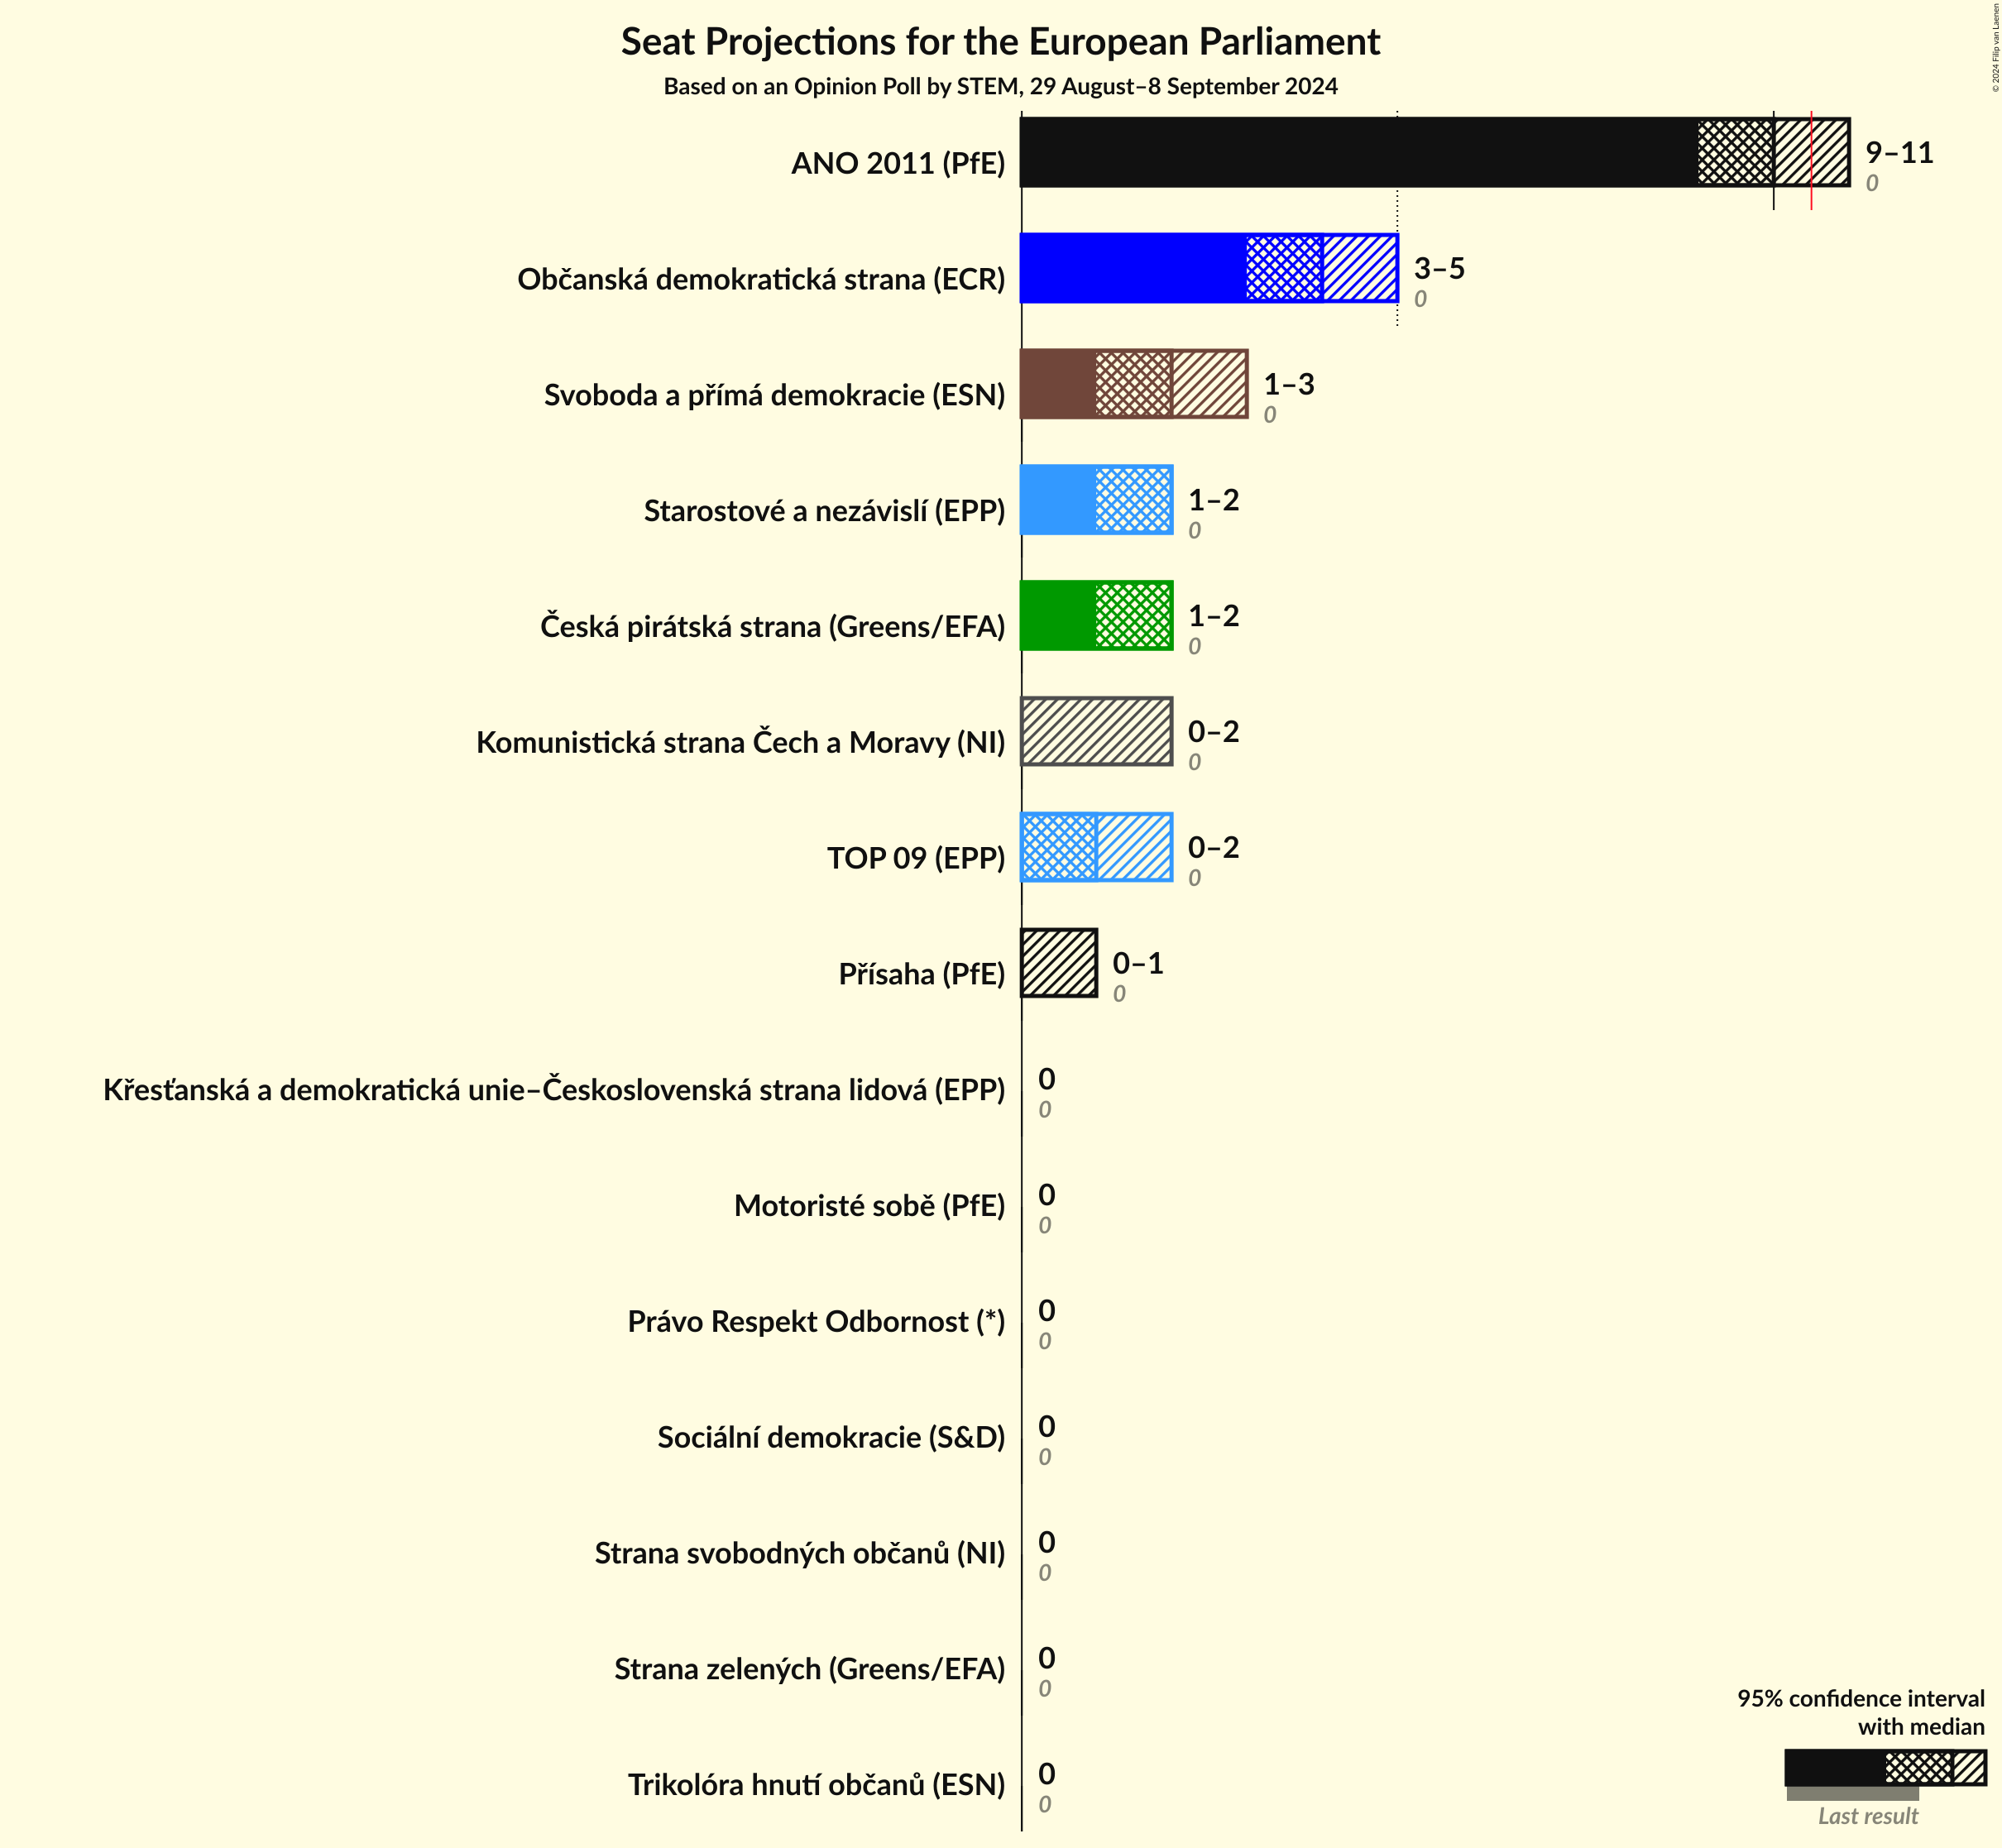 Seat Projections for the European Parliament
Based on an Opinion Poll by STEM, 29 August–8 September 2024
© 2024 Filip van Laenen
ANO 2011 (PfE)
9–11
0
Občanská demokratická strana (ECR)
3–5
0
Svoboda a přímá demokracie (ESN)
1–3
0
Starostové a nezávislí (EPP)
1–2
0
Česká pirátská strana (Greens/EFA)
1–2
0
Komunistická strana Čech a Moravy (NI)
0–2
0
TOP 09 (EPP)
0–2
0
Přísaha (PfE)
0–1
0
Křesťanská a demokratická unie–Československá strana lidová (EPP)
0
0
Motoristé sobě (PfE)
0
0
Právo Respekt Odbornost (*)
0
0
Sociální demokracie (S&D)
0
0
Strana svobodných občanů (NI)
0
0
Strana zelených (Greens/EFA)
0
0
Trikolóra hnutí občanů (ESN)
0
0
95% confidence interval
with median
Last result